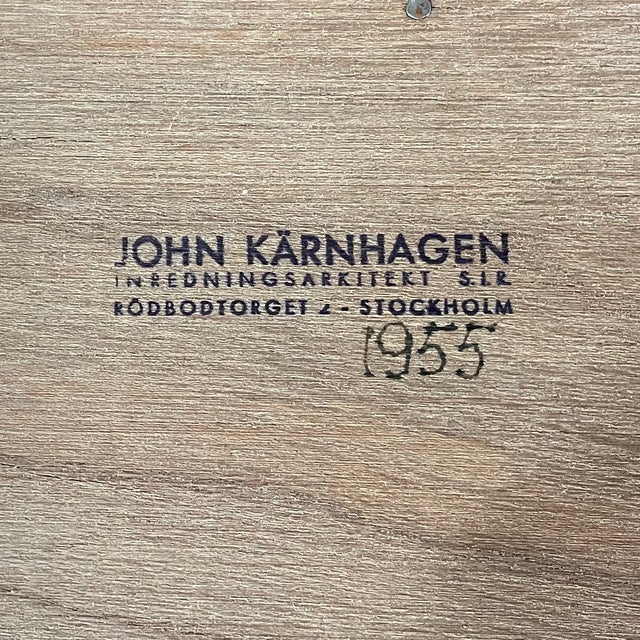 JOHN KÄRNHAGEN
INREDNINGSARKITEKT S.I.R.
RÖDBODTORGET 2 - STOCKHOLM
1955